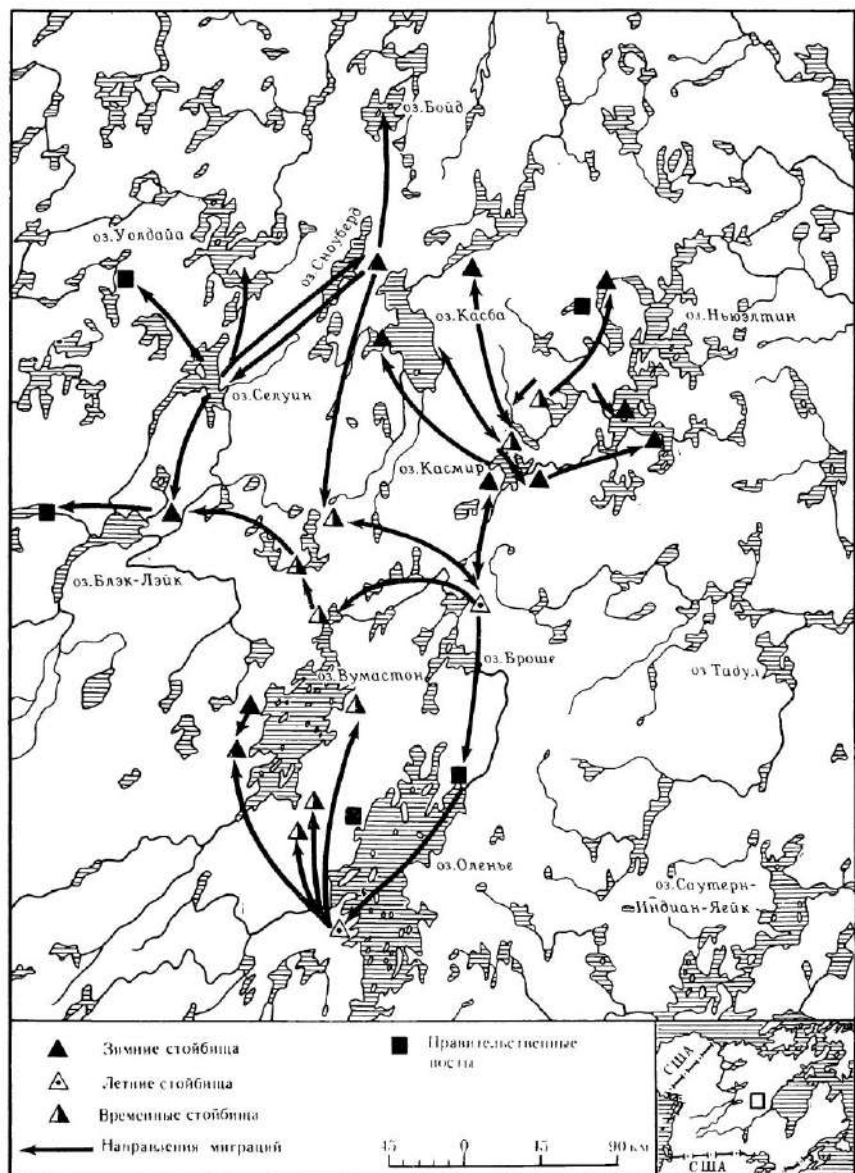 оз. Бойд
оз. Уолдайа
оз. Сноуберд
оз. Касба
оз. Ньюэлтин
оз. Селуин
оз. Касмир
оз. Блэк-Лэйк
оз. Броше
оз. Вумастон
оз. Тадул
оз. Оленье
оз. Саутерн-
Индиан-Лейк
Зимние стойбища
Летние стойбища
Временные стойбища
Направления миграций
Правительственные
посты
45 0 45 90 км
США
США